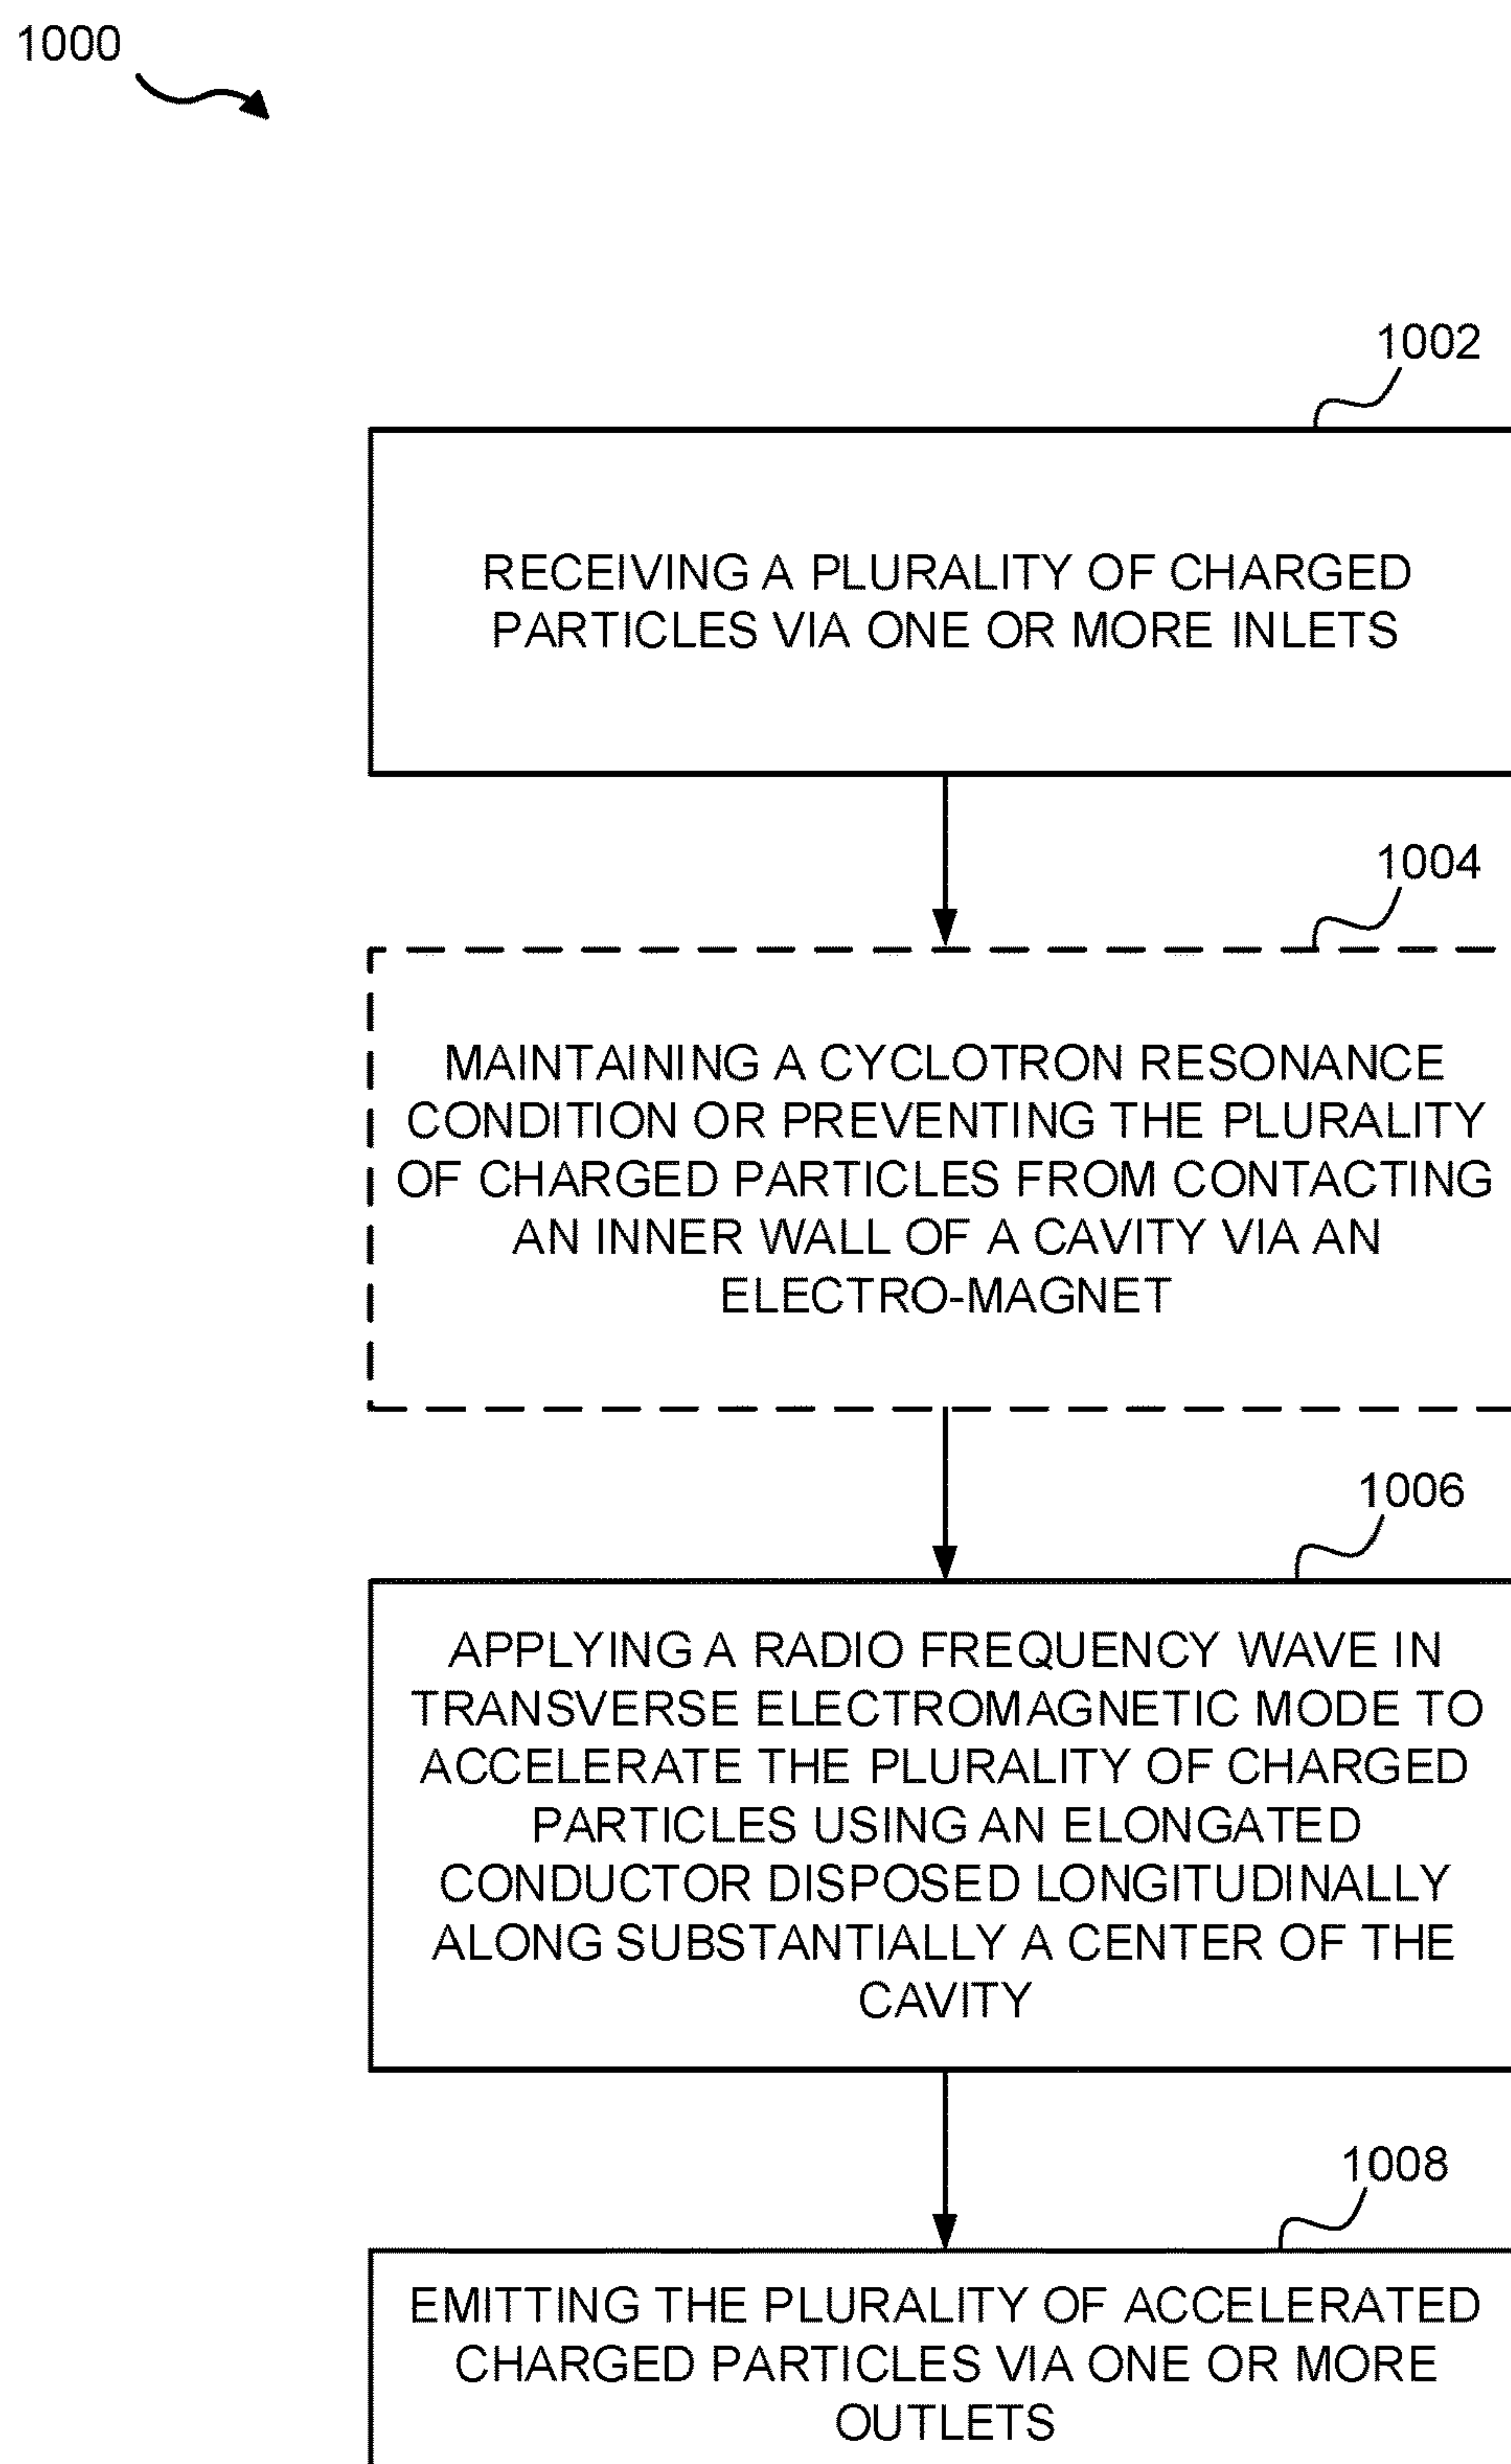 1000
1002
RECEIVING A PLURALITY OF CHARGED
PARTICLES VIA ONE OR MORE INLETS
1004
MAINTAINING A CYCLOTRON RESONANCE
CONDITION OR PREVENTING THE PLURALITY
OF CHARGED PARTICLES FROM CONTACTING
AN INNER WALL OF A CAVITY VIA AN
ELECTRO-MAGNET
1006
APPLYING A RADIO FREQUENCY WAVE IN
TRANSVERSE ELECTROMAGNETIC MODE TO
ACCELERATE THE PLURALITY OF CHARGED
PARTICLES USING AN ELONGATED
CONDUCTOR DISPOSED LONGITUDINALLY
ALONG SUBSTANTIALLY A CENTER OF THE
CAVITY
1008
EMITTING THE PLURALITY OF ACCELERATED
CHARGED PARTICLES VIA ONE OR MORE
OUTLETS